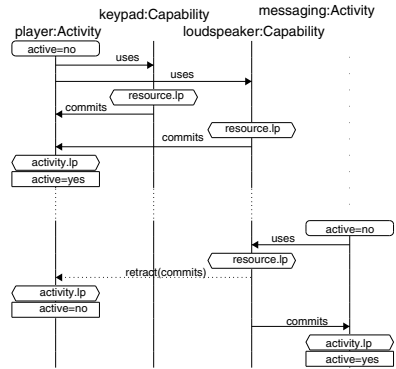 messaging:Activity
keypad:Capability
player:Activity
loudspeaker:Capability
active=no
uses
uses
resource.lp
commits
resource.lp
commits
activity.lp
active=yes
active=no
uses
resource.lp
retract(commits)
activity.lp
active=no
commits
activity.lp
active=yes